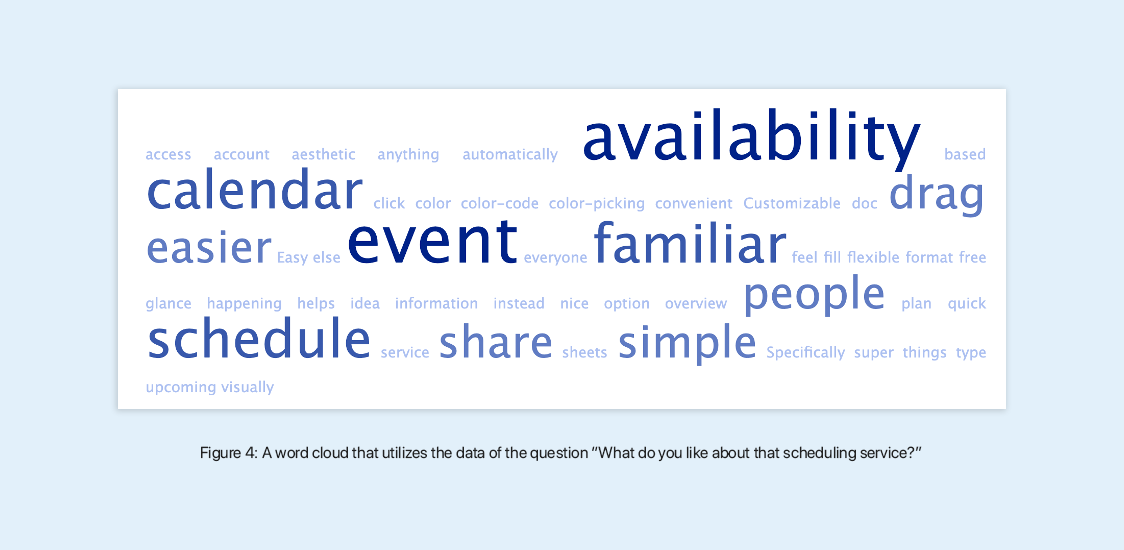 access account aesthetic anything automatically availability based
calendar click color color-code color-picking convenient Customizable doc drag
easier Easy else event everyone familiar feel fill flexible format free
glance happening helps idea information instead nice option overview people plan quick
schedule service share sheets simple Specifically super things type
upcoming visually
Figure 4: A word cloud that utilizes the data of the question “What do you like about that scheduling service?”